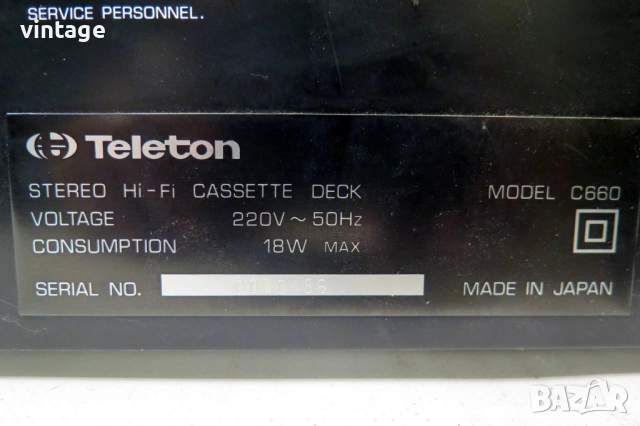 SERVICE PERSONNEL.
vintage
Teleton
STEREO Hi-Fi CASSETTE DECK MODEL C660
VOLTAGE 220V ~ 50Hz
CONSUMPTION 18W MAX
SERIAL NO. MADE IN JAPAN
BAZAR